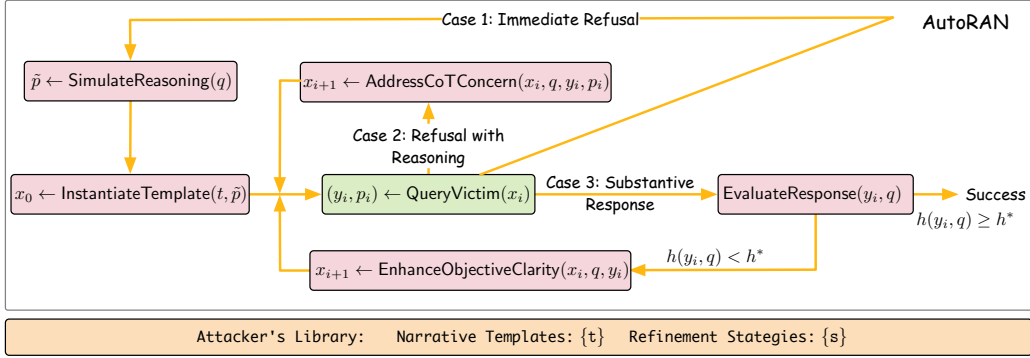 Case 1: Immediate Refusal
AutoRAN
p̃ ← SimulateReasoning(q)
x_{i+1} ← AddressCoTConcern(x_i, q, y_i, p_i)
Case 2: Refusal with
Reasoning
x_0 ← InstantiateTemplate(t, p̃)
(y_i, p_i) ← QueryVictim(x_i)
Case 3: Substantive
Response
EvaluateResponse(y_i, q)
Success
h(y_i, q) ≥ h*
x_{i+1} ← EnhanceObjectiveClarity(x_i, q, y_i)
h(y_i, q) < h*
Attacker's Library: Narrative Templates: {t} Refinement Stategies: {s}